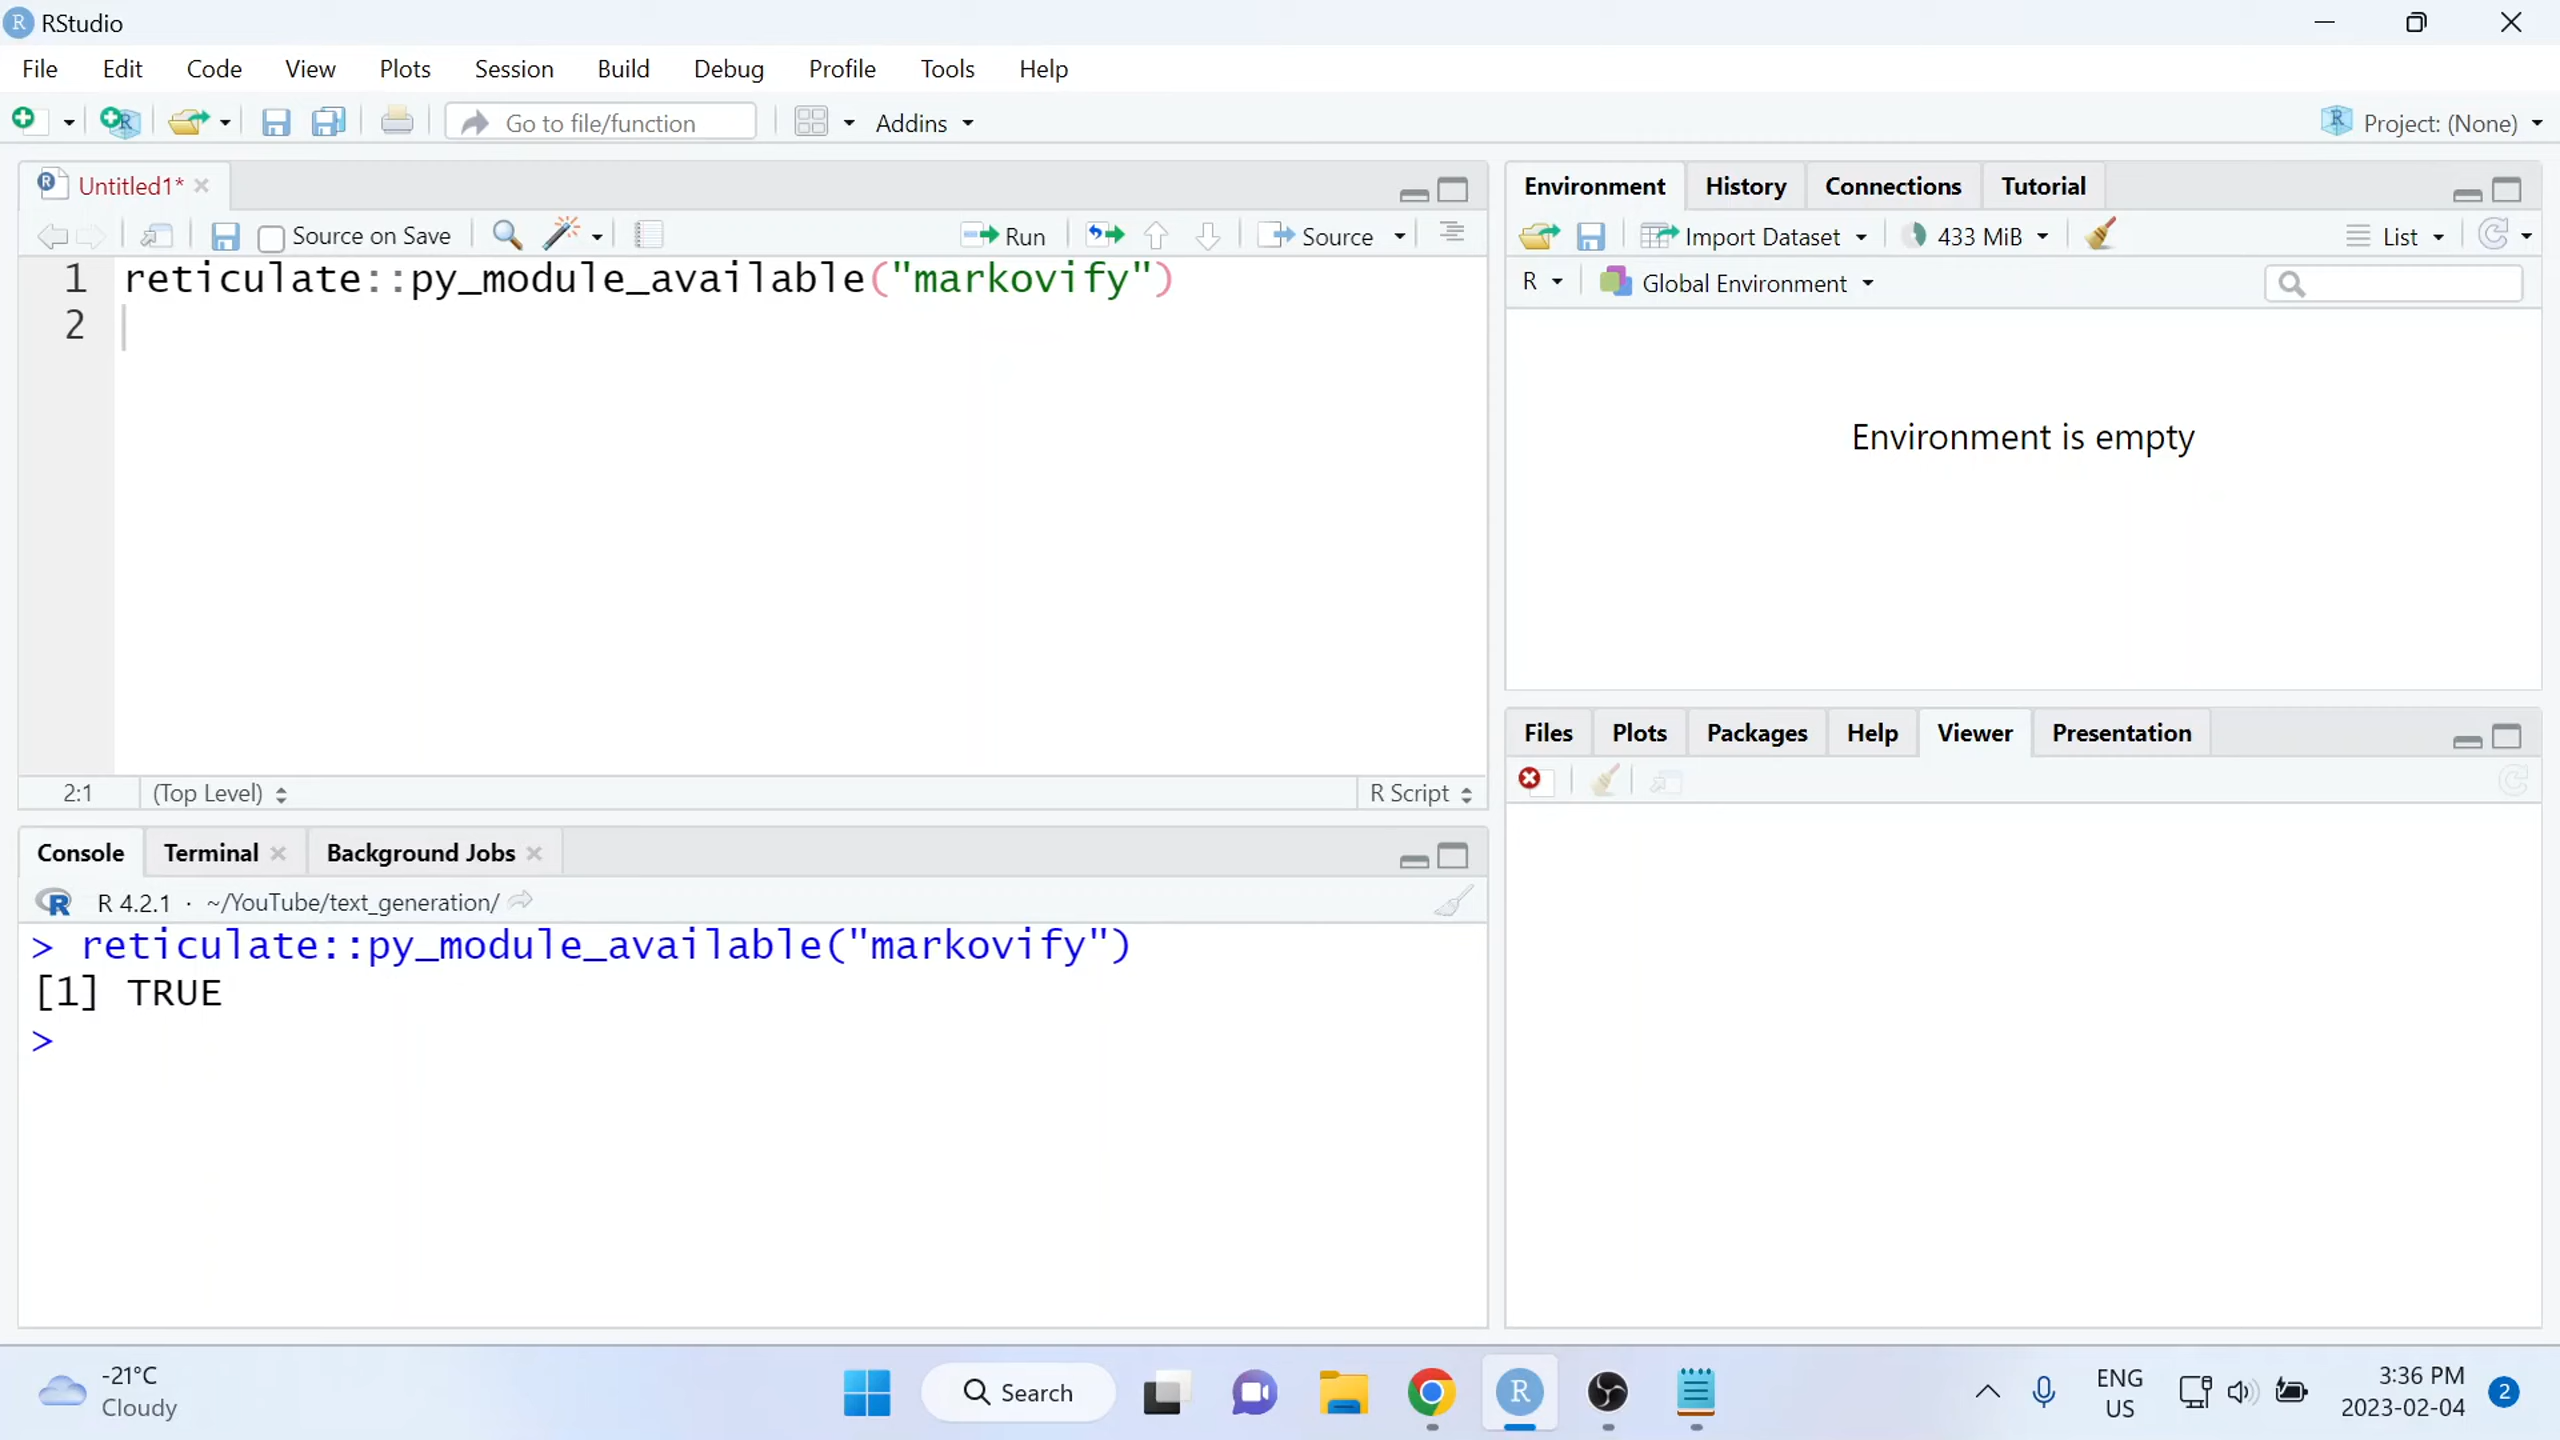 RStudio
File Edit Code View Plots Session Build Debug Profile Tools Help
Go to file/function Addins Project: (None)
Untitled1*
Source on Save Run Source
1 reticulate::py_module_available("markovify")
2
2:1 (Top Level) R Script
Console Terminal Background Jobs
R 4.2.1 · ~/YouTube/text_generation/
> reticulate::py_module_available("markovify")
[1] TRUE
>
Environment History Connections Tutorial
Import Dataset 433 MiB List
R Global Environment
Environment is empty
Files Plots Packages Help Viewer Presentation
-21°C
Cloudy
Search
ENG
US
3:36 PM
2023-02-04
2